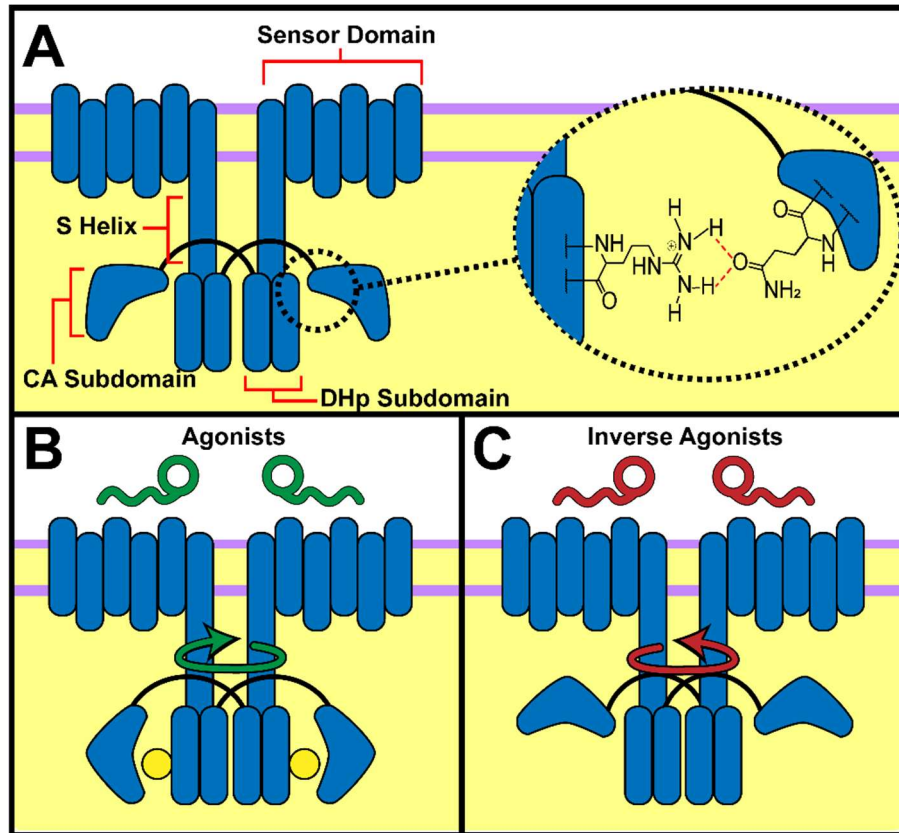 A
Sensor Domain
S Helix
CA Subdomain
DHp Subdomain
NH
O
HN
H
N
H
⊕
N
H
H
O
NH₂
O
N
H
B
Agonists
C
Inverse Agonists